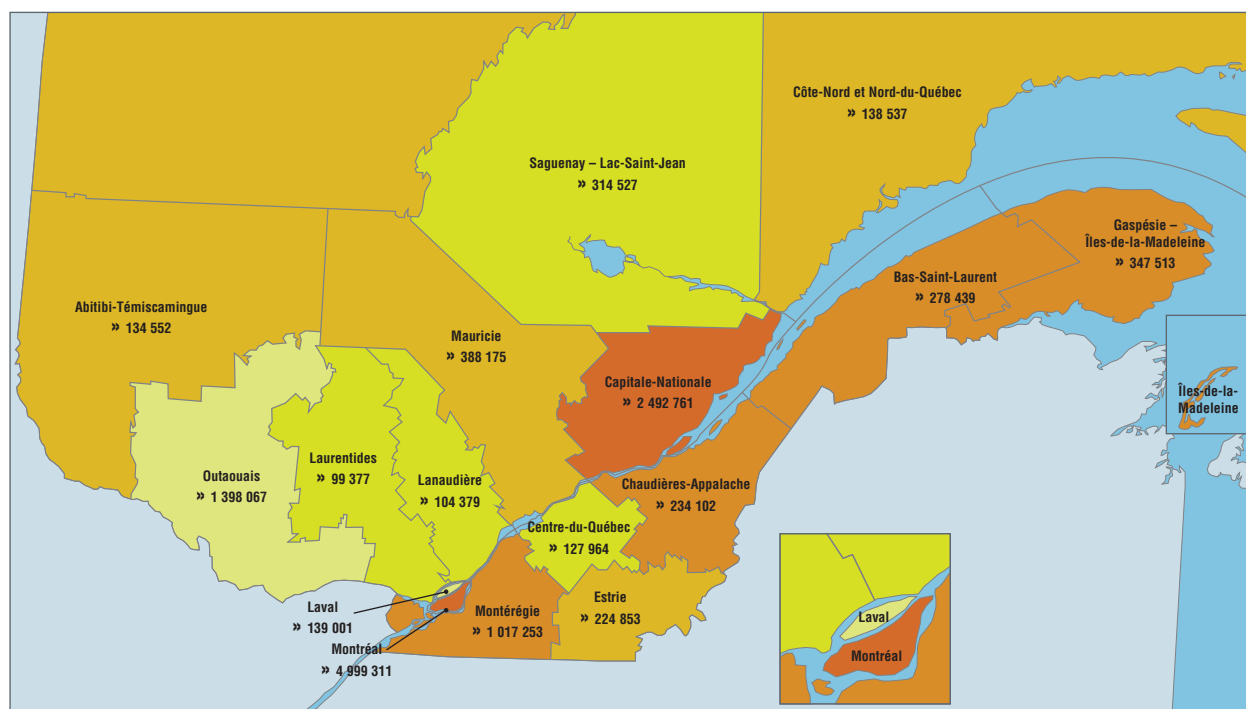 Côte-Nord et Nord-du-Québec
» 138 537
Saguenay – Lac-Saint-Jean
» 314 527
Gaspésie –
Îles-de-la-Madeleine
» 347 513
Bas-Saint-Laurent
» 278 439
Abitibi-Témiscamingue
» 134 552
Mauricie
» 388 175
Capitale-Nationale
» 2 492 761
Îles-de-la-
Madeleine
Outaouais
» 1 398 067
Laurentides
» 99 377
Lanaudière
» 104 379
Chaudières-Appalache
» 234 102
Centre-du-Québec
» 127 964
Laval
» 139 001
Montréal
» 4 999 311
Montérégie
» 1 017 253
Estrie
» 224 853
Laval
Montréal